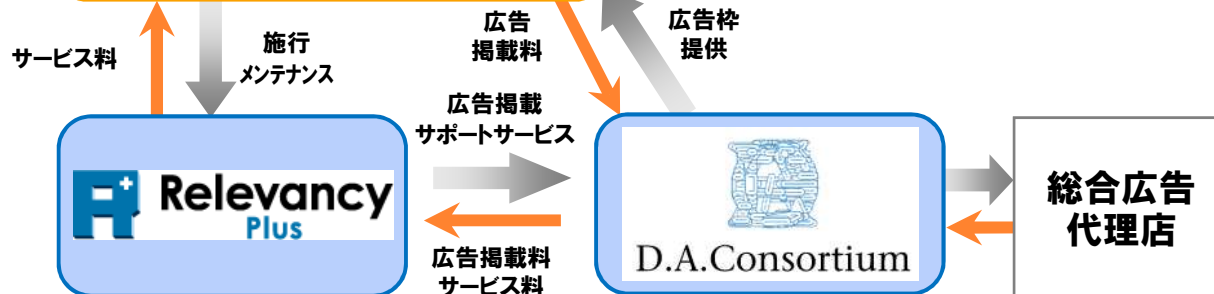 サービス料
施行
メンテナンス
広告
掲載料
広告枠
提供
広告掲載
サポートサービス
Relevancy
Plus
D.A.Consortium
総合広告
代理店
広告掲載料
サービス料